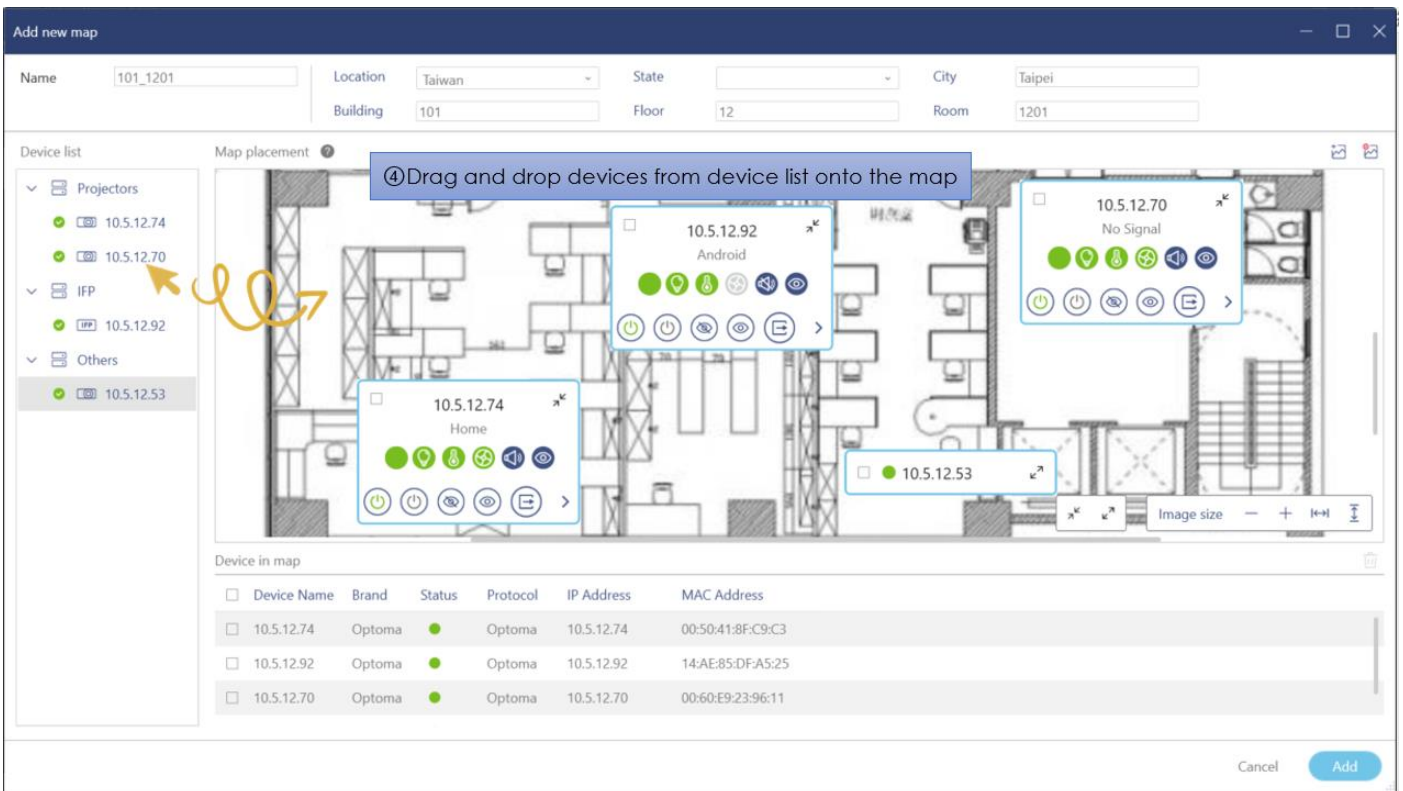 Add new map
Name 101_1201 Location Taiwan State City Taipei
Building 101 Floor 12 Room 1201
Device list
Map placement ?
④Drag and drop devices from device list onto the map
Projectors
10.5.12.74
10.5.12.70
IFP
IFP 10.5.12.92
Others
10.5.12.53
10.5.12.92
Android
10.5.12.70
No Signal
10.5.12.74
Home
10.5.12.53
Image size
Device in map
Device Name Brand Status Protocol IP Address MAC Address
10.5.12.74 Optoma Optoma 10.5.12.74 00:50:41:8F:C9:C3
10.5.12.92 Optoma Optoma 10.5.12.92 14:AE:85:DF:A5:25
10.5.12.70 Optoma Optoma 10.5.12.70 00:60:E9:23:96:11
Cancel Add